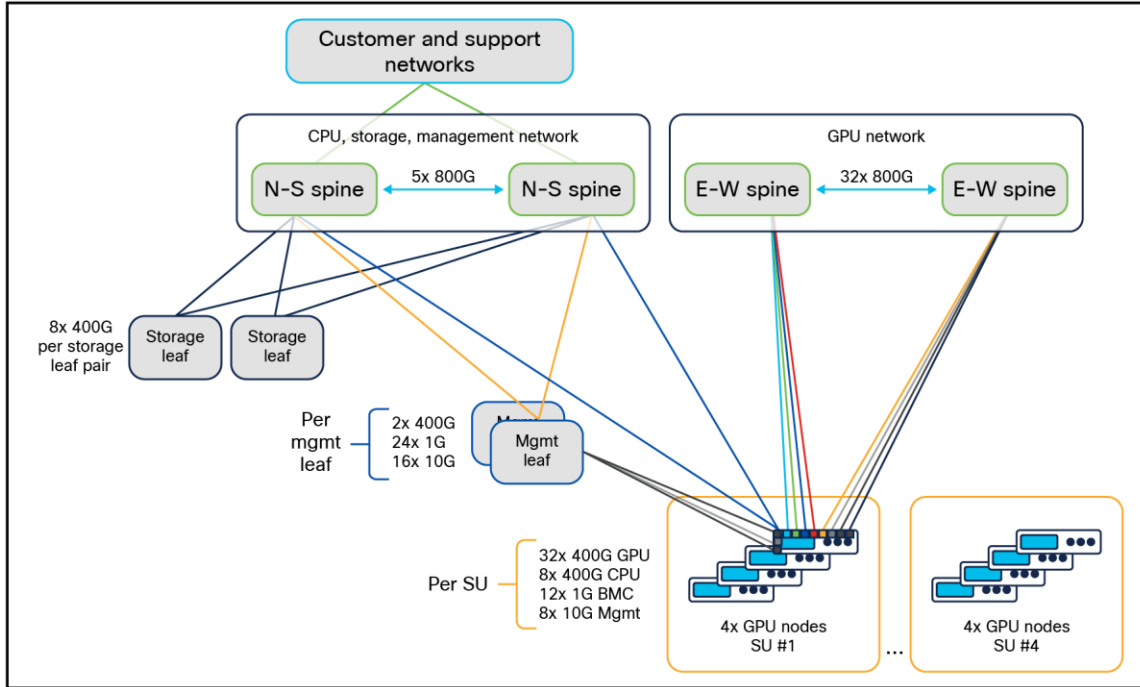 Customer and support
networks
CPU, storage, management network
GPU network
N-S spine
5x 800G
N-S spine
E-W spine
32x 800G
E-W spine
8x 400G
per storage
leaf pair
Storage
leaf
Storage
leaf
Per
mgmt
leaf
2x 400G
24x 1G
16x 10G
Mgmt
leaf
Per SU
32x 400G GPU
8x 400G CPU
12x 1G BMC
8x 10G Mgmt
4x GPU nodes
SU #1
...
4x GPU nodes
SU #4